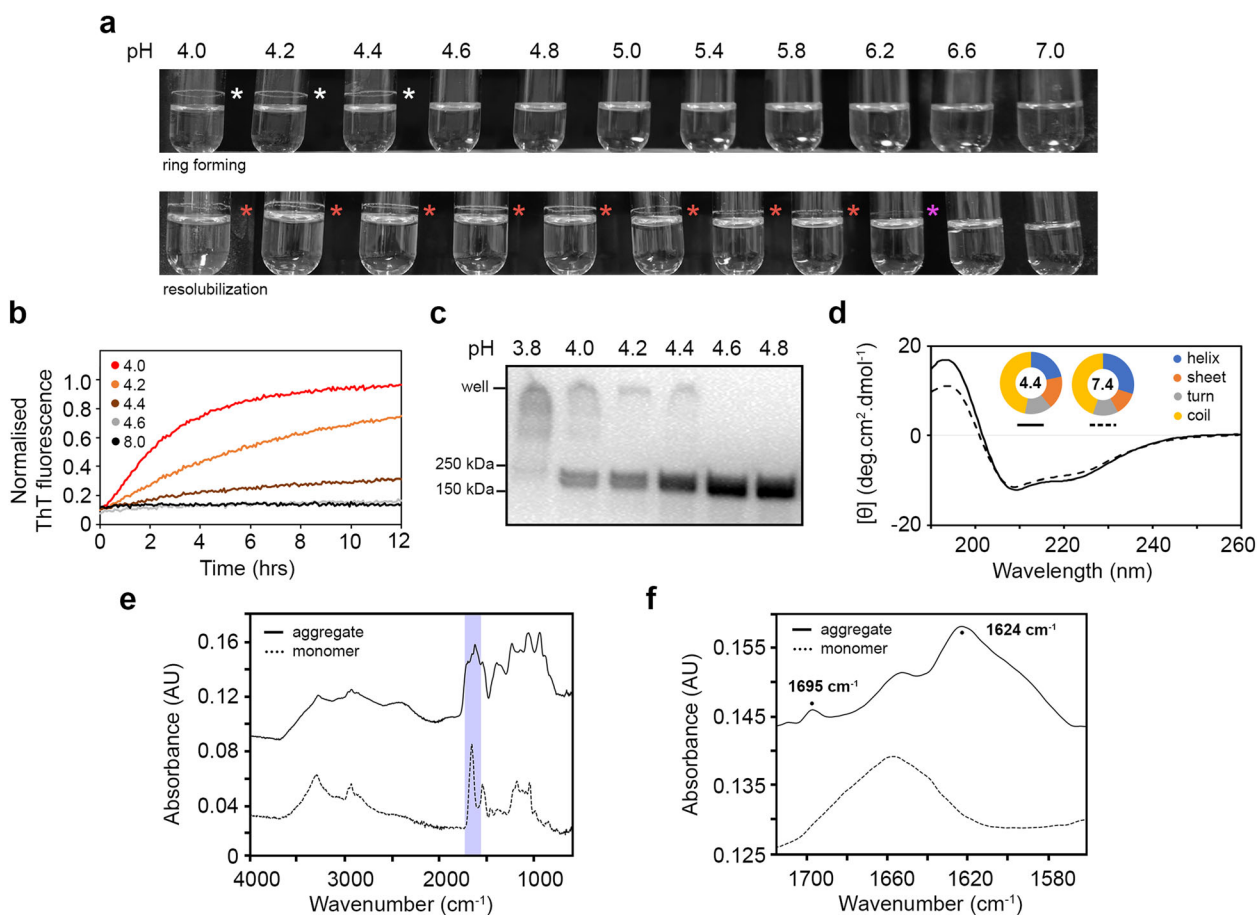 a
pH 4.0 4.2 4.4 4.6 4.8 5.0 5.4 5.8 6.2 6.6 7.0
* * *
ring forming
* * * * * * * * *
resolubilization
b
Normalised
ThT fluorescence
1.0
0.8
0.6
0.4
0.2
0
4.0
4.2
4.4
4.6
8.0
0 2 4 6 8 10 12
Time (hrs)
c
pH 3.8 4.0 4.2 4.4 4.6 4.8
well
250 kDa
150 kDa
d
[θ] (deg.cm².dmol⁻¹)
20
10
0
-10
-20
4.4
7.4
helix
sheet
turn
coil
200 220 240 260
Wavelength (nm)
e
Absorbance (AU)
0.16
0.12
0.08
0.04
0
aggregate
monomer
4000 3000 2000 1000
Wavenumber (cm⁻¹)
f
Absorbance (AU)
0.155
0.145
0.135
0.125
aggregate
monomer
1624 cm⁻¹
1695 cm⁻¹
1700 1660 1620 1580
Wavenumber (cm⁻¹)